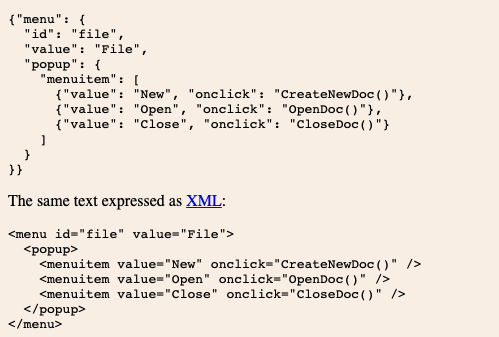 {"menu": {
  "id": "file",
  "value": "File",
  "popup": {
    "menuitem": [
      {"value": "New", "onclick": "CreateNewDoc()"},
      {"value": "Open", "onclick": "OpenDoc()"},
      {"value": "Close", "onclick": "CloseDoc()"}
    ]
  }
}}
The same text expressed as XML:
<menu id="file" value="File">
  <popup>
    <menuitem value="New" onclick="CreateNewDoc()" />
    <menuitem value="Open" onclick="OpenDoc()" />
    <menuitem value="Close" onclick="CloseDoc()" />
  </popup>
</menu>